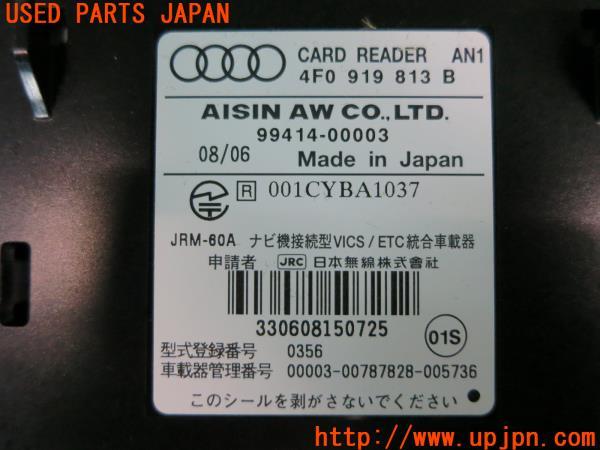 USED PARTS JAPAN
CARD READER AN1
4F0 919 813 B
AISIN AW CO.,LTD.
99414-00003
08/06 Made in Japan
R 001CYBA1037
JRM-60A ナビ機接続型VICS/ETC統合車載器
申請者 JRC 日本無線株式會社
330608150725
01S
型式登録番号 0356
車載器管理番号 00003-00787828-005736
このシールを剥がさないでください
http://www.upjpn.com